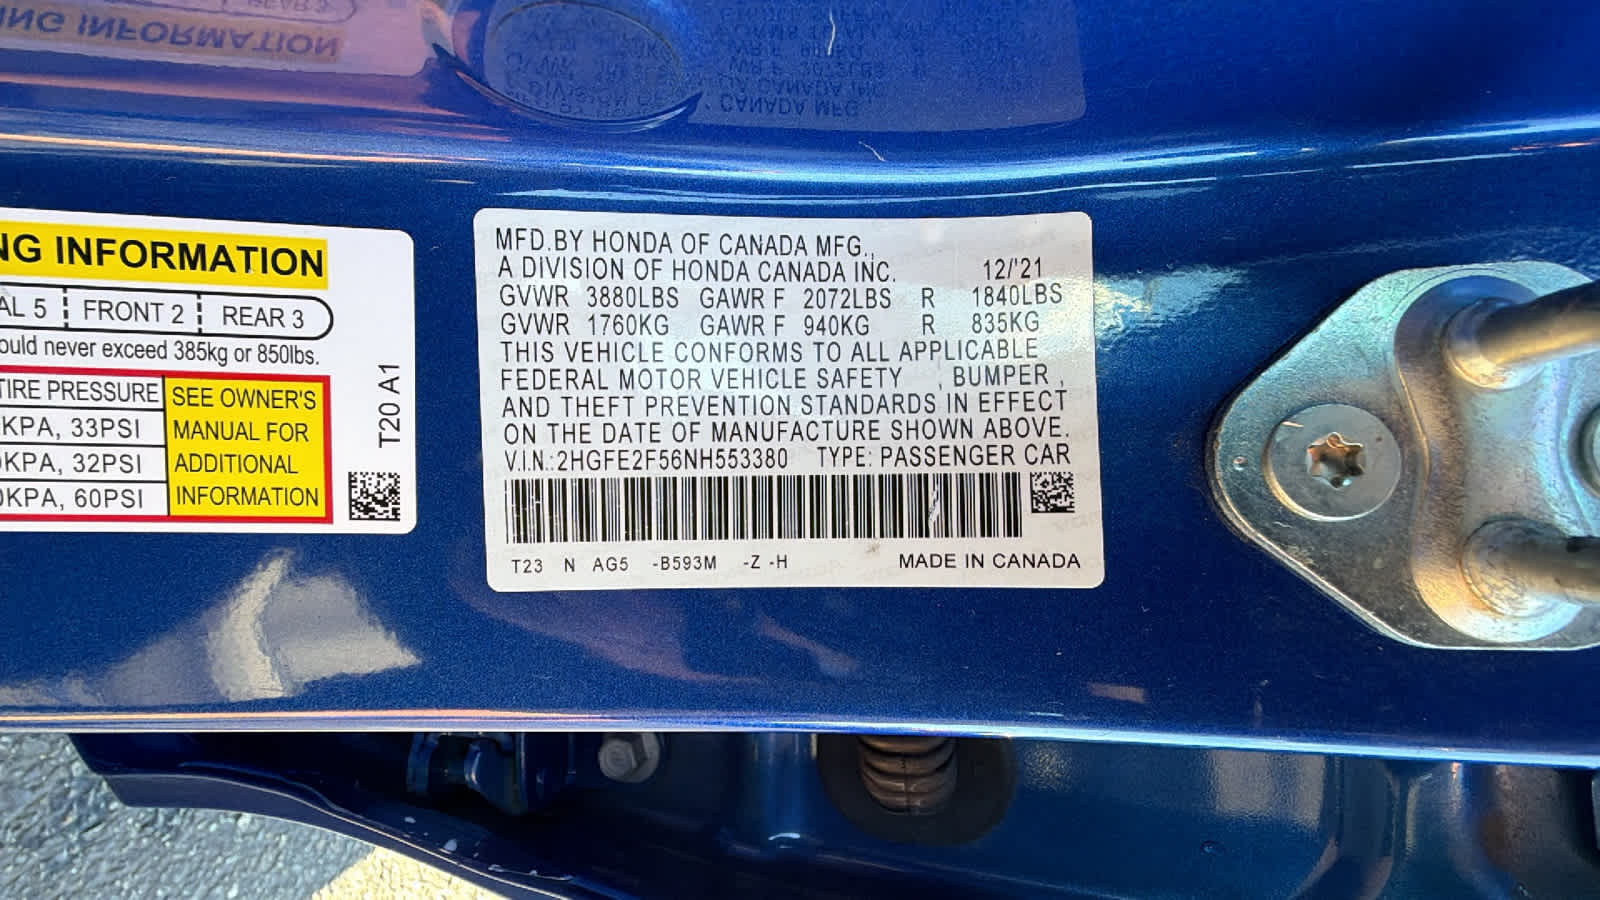 NG INFORMATION
AL 5 FRONT 2 REAR 3
ould never exceed 385kg or 850lbs.
TIRE PRESSURE
KPA, 33PSI
0KPA, 32PSI
0KPA, 60PSI
SEE OWNER'S
MANUAL FOR
ADDITIONAL
INFORMATION
T20 A1
MFD.BY HONDA OF CANADA MFG.,
A DIVISION OF HONDA CANADA INC. 12/'21
GVWR 3880LBS GAWR F 2072LBS R 1840LBS
GVWR 1760KG GAWR F 940KG R 835KG
THIS VEHICLE CONFORMS TO ALL APPLICABLE
FEDERAL MOTOR VEHICLE SAFETY , BUMPER ,
AND THEFT PREVENTION STANDARDS IN EFFECT
ON THE DATE OF MANUFACTURE SHOWN ABOVE.
V.I.N.: 2HGFE2F56NH553380 TYPE: PASSENGER CAR
T23 N AG5 -B593M -Z -H MADE IN CANADA